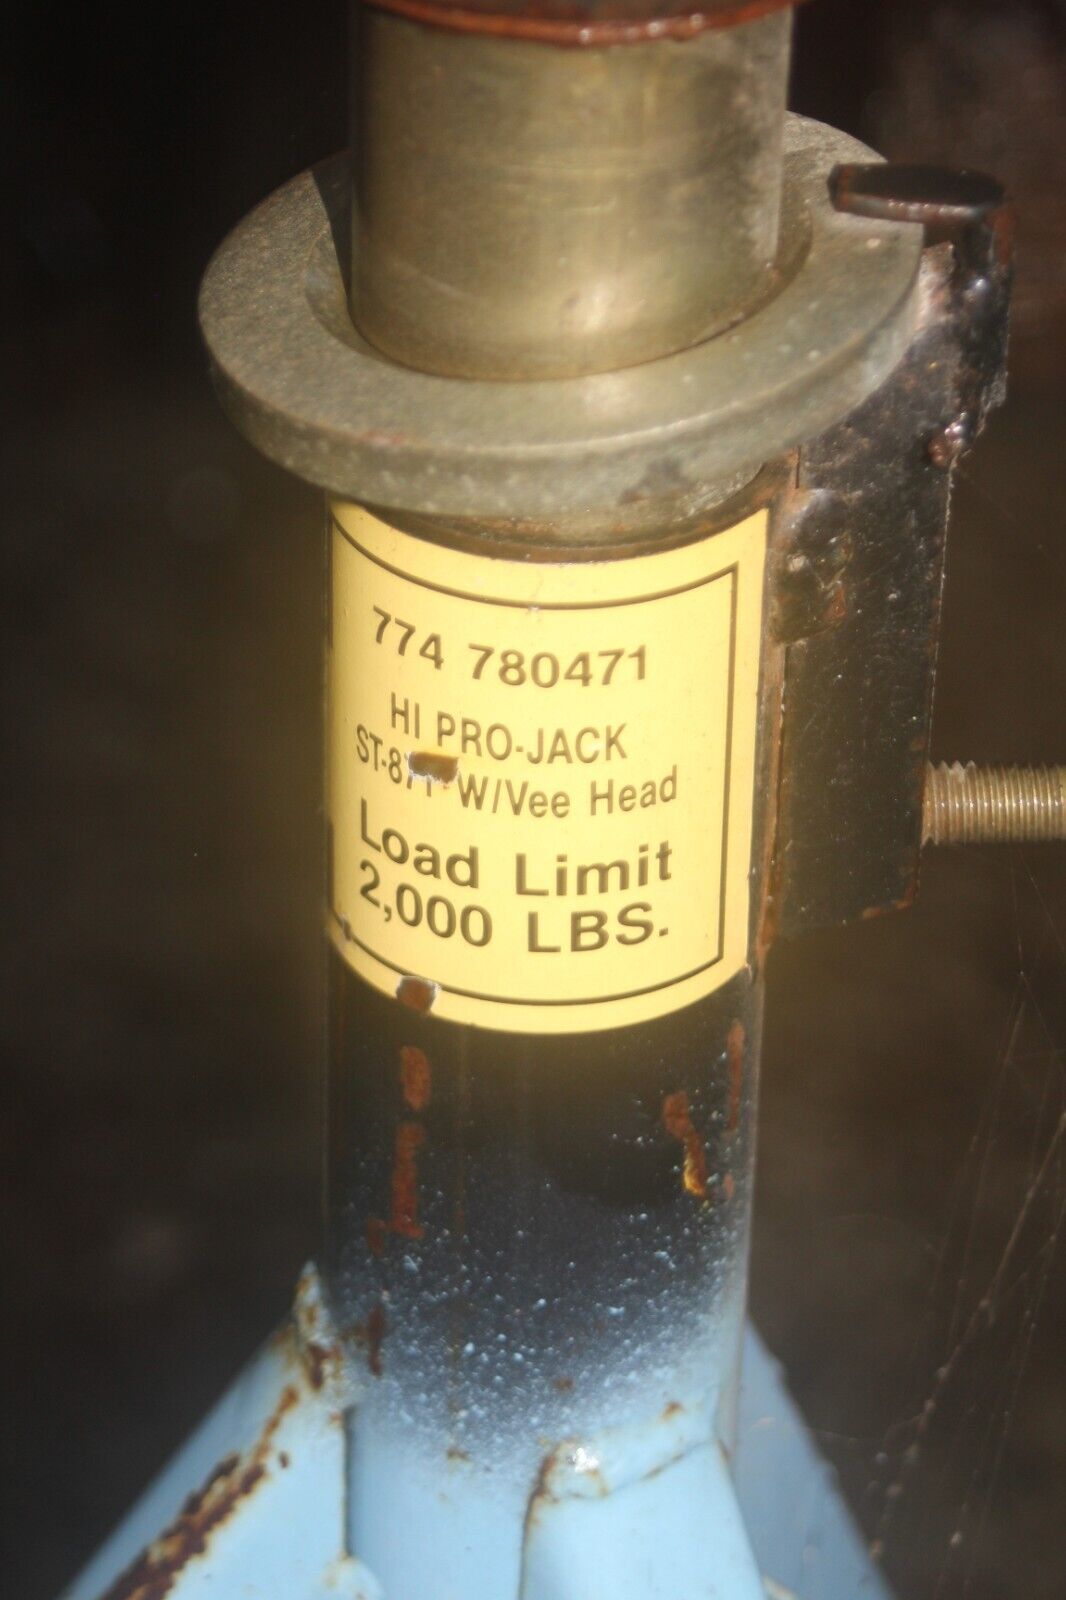 774 780471
HI PRO-JACK
W/Vee Head
Load Limit
2,000 LBS.